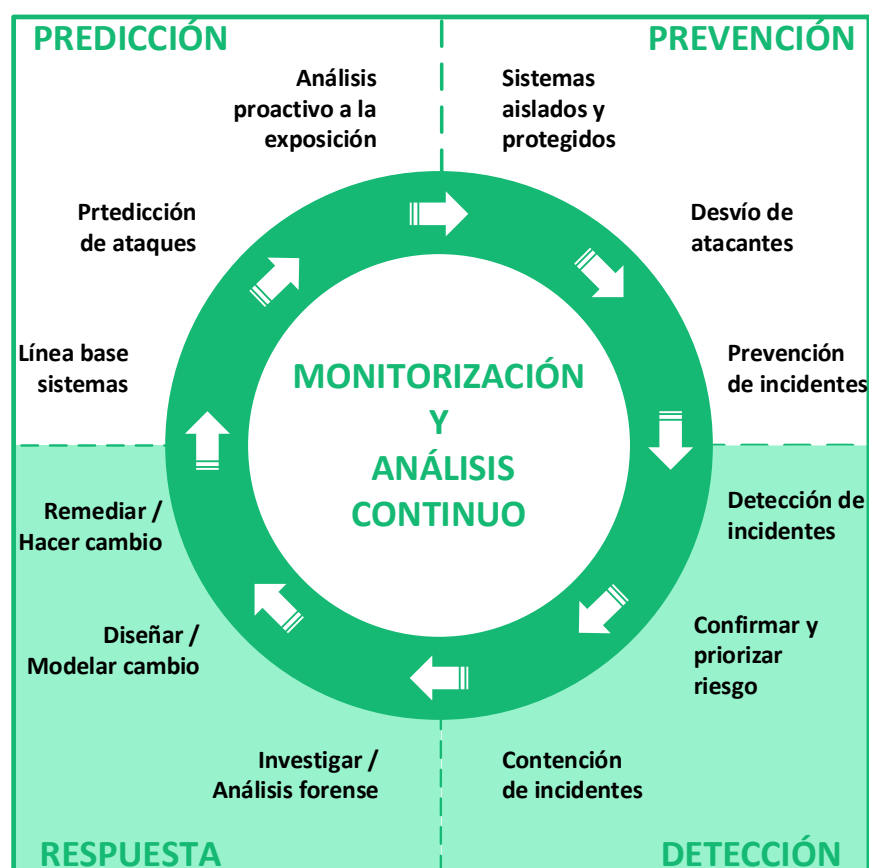 PREDICCIÓN
PREVENCIÓN
Análisis
proactivo a la
exposición
Sistemas
aislados y
protegidos
Prtedicción
de ataques
Desvío de
atacantes
Línea base
sistemas
Prevención
de incidentes
MONITORIZACIÓN
Y
ANÁLISIS
CONTINUO
Remediar /
Hacer cambio
Detección de
incidentes
Diseñar /
Modelar cambio
Confirmar y
priorizar
riesgo
Investigar /
Análisis forense
Contención
de incidentes
RESPUESTA
DETECCIÓN